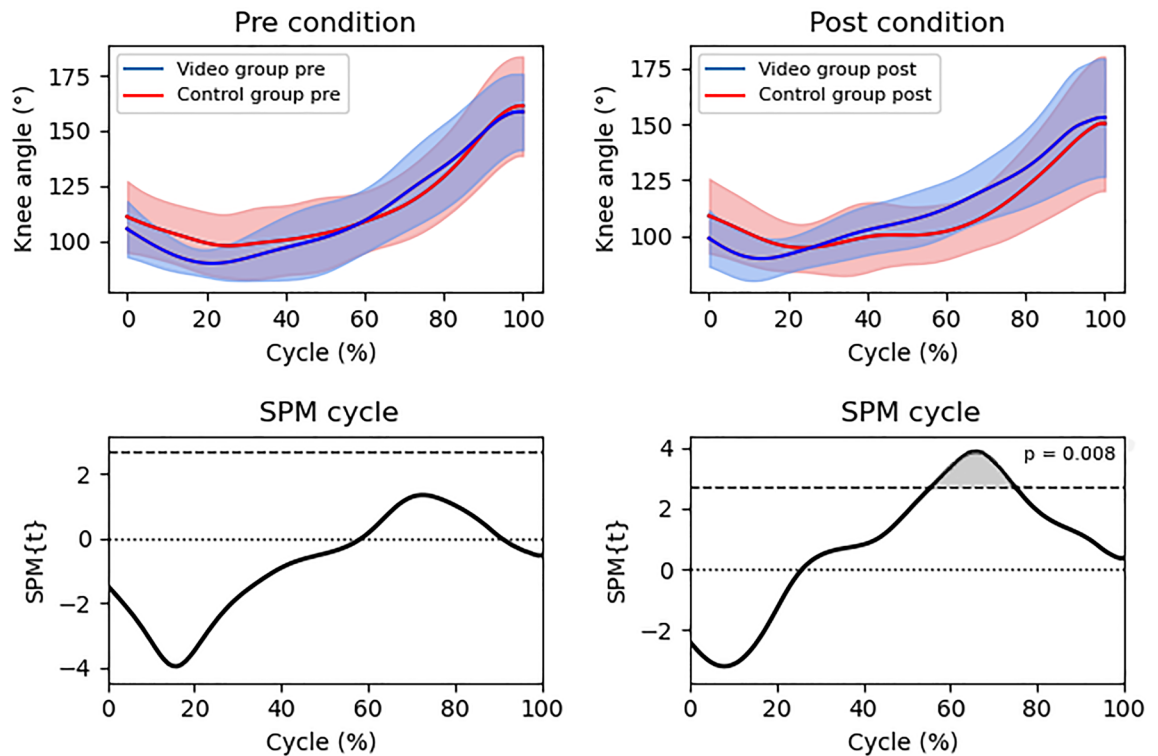 Pre condition
Knee angle (°)
175
150
125
100
Video group pre
Control group pre
0 20 40 60 80 100
Cycle (%)
Post condition
Knee angle (°)
175
150
125
100
Video group post
Control group post
0 20 40 60 80 100
Cycle (%)
SPM cycle
SPM{t}
2
0
−2
−4
0 20 40 60 80 100
Cycle (%)
SPM cycle
SPM{t}
4
2
0
−2
p = 0.008
0 20 40 60 80 100
Cycle (%)